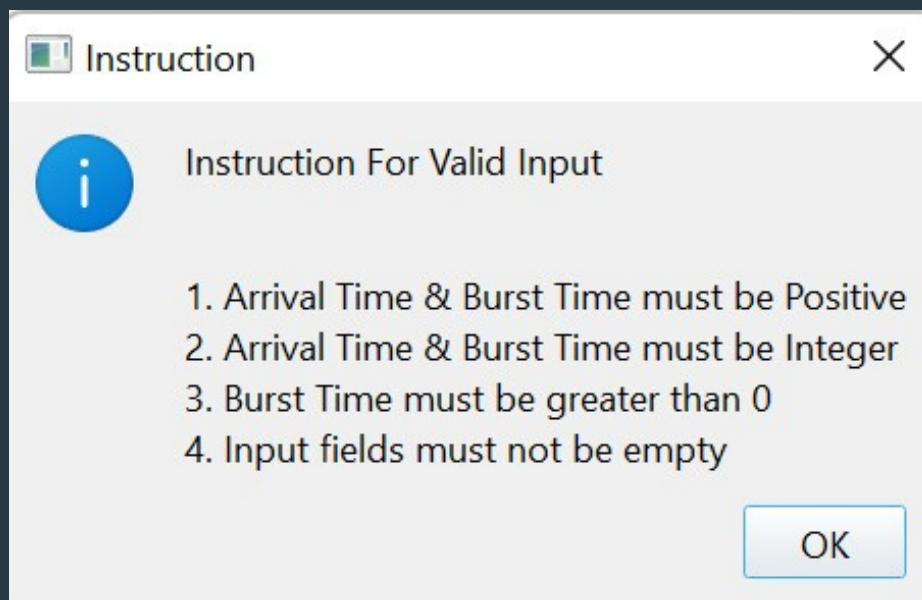 Instruction
Instruction For Valid Input
1. Arrival Time & Burst Time must be Positive
2. Arrival Time & Burst Time must be Integer
3. Burst Time must be greater than 0
4. Input fields must not be empty
OK